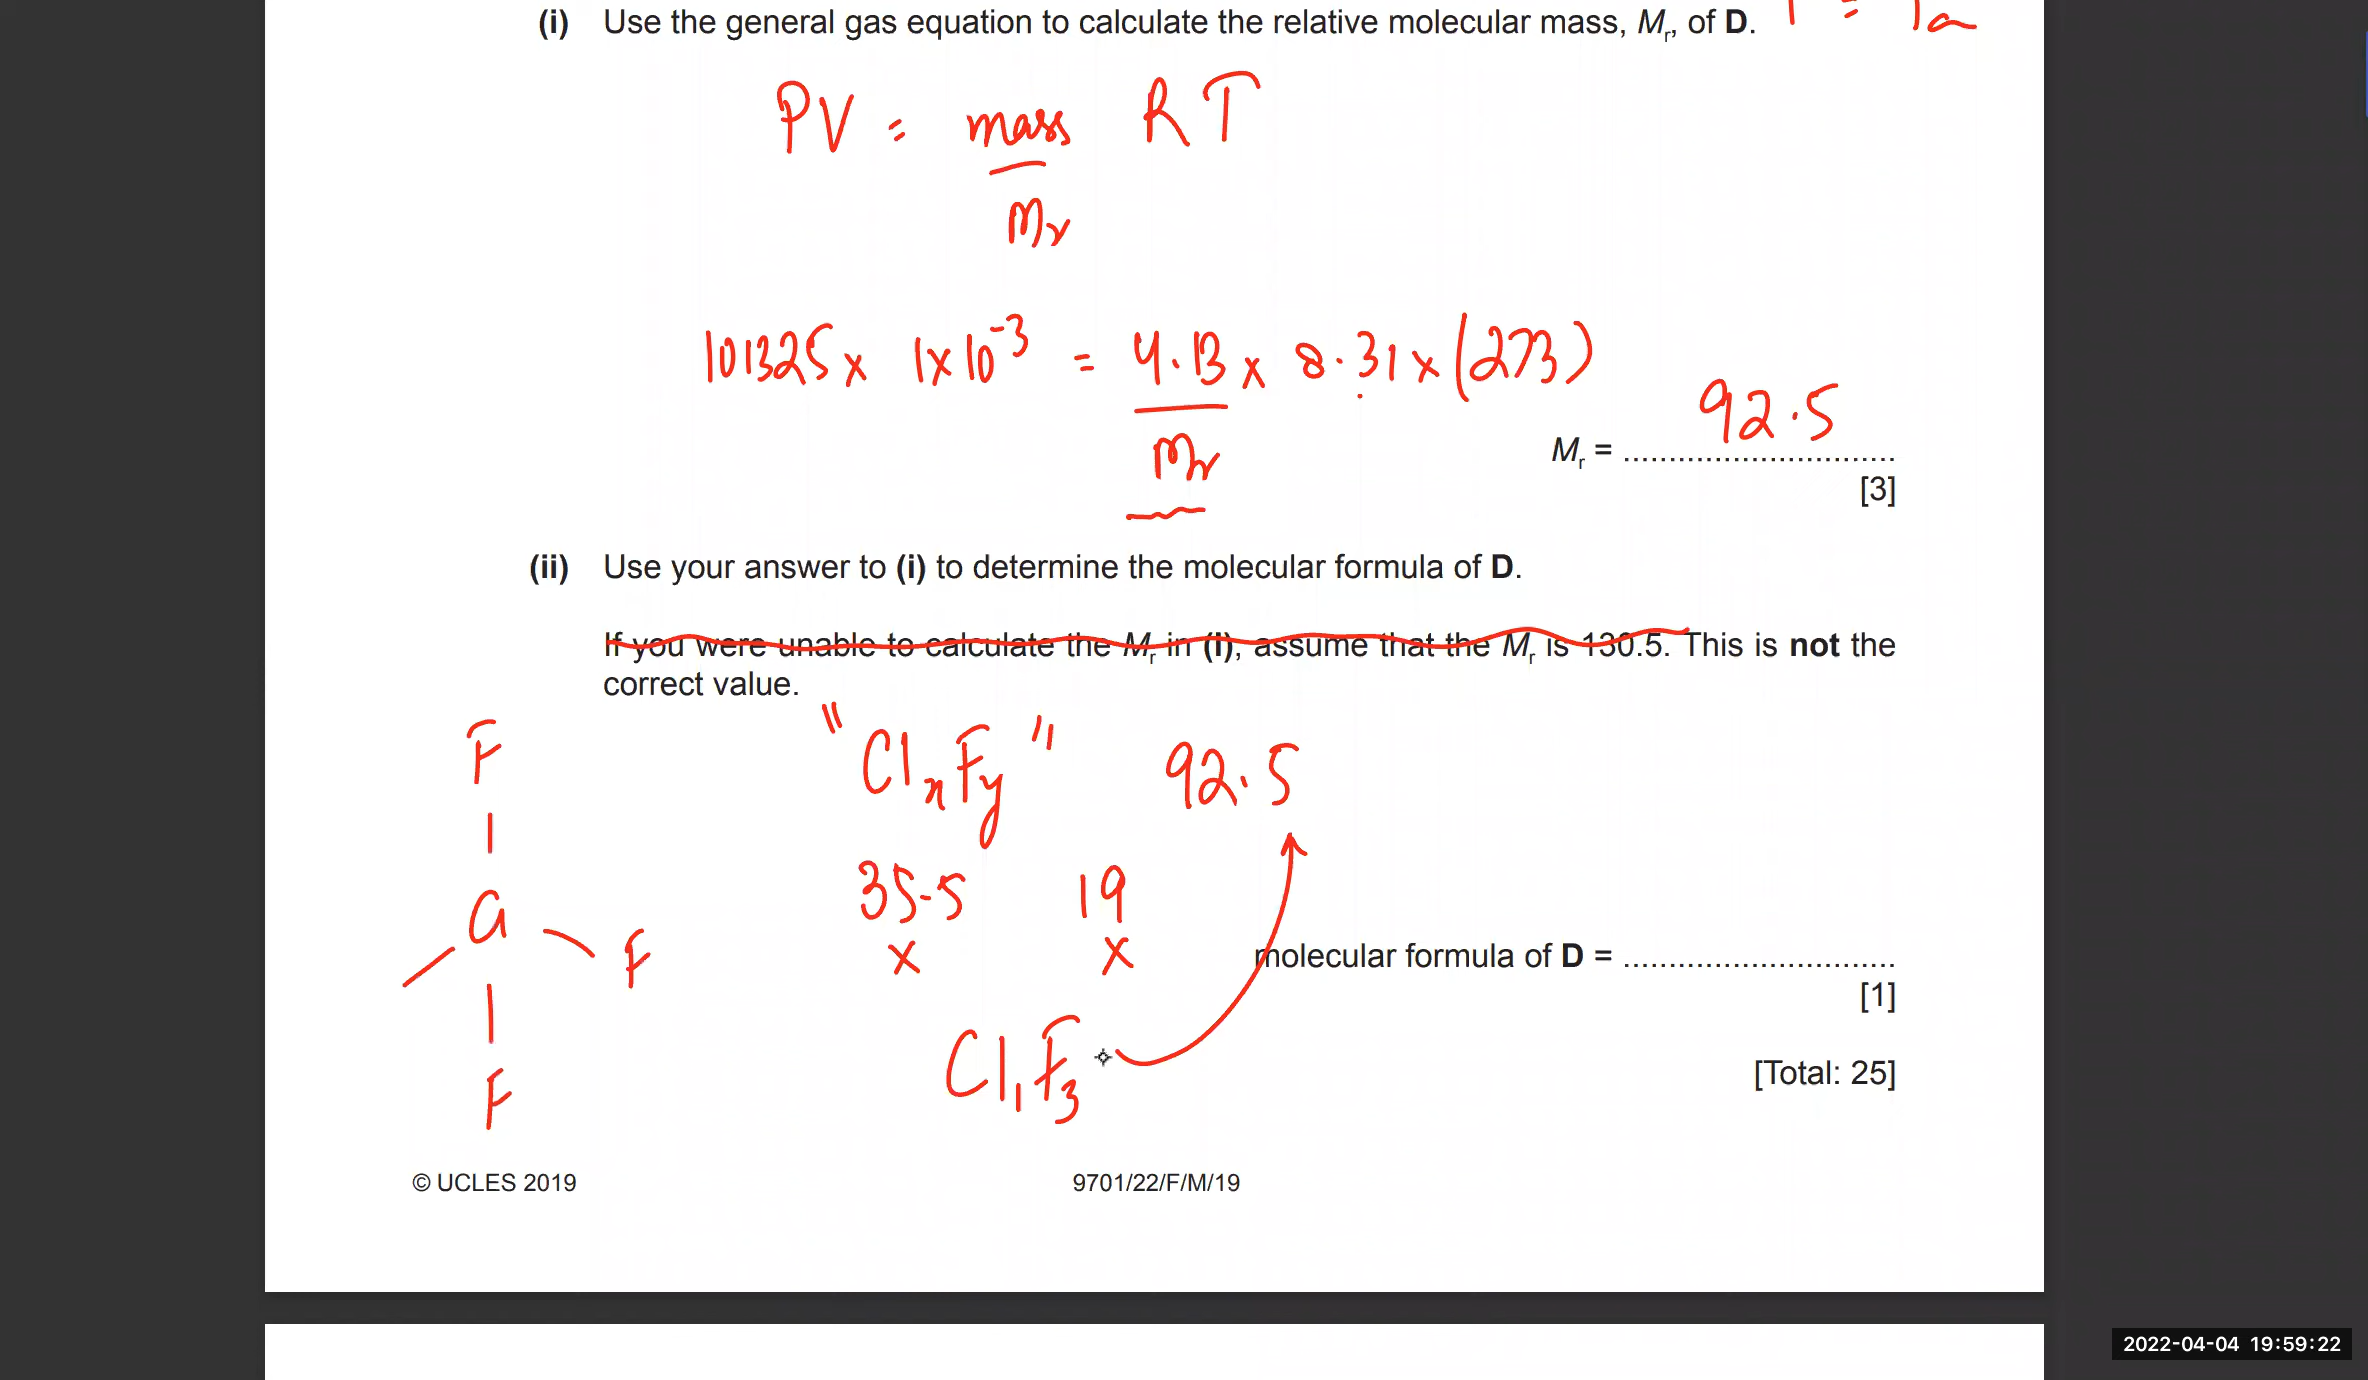 (i) Use the general gas equation to calculate the relative molecular mass, Mr, of D.
PV = mass RT
Mr
101325 x 1x10-3 = 4.13 x 8.31 x (273)
Mr
92.5
Mr = ..............................
[3]
(ii) Use your answer to (i) to determine the molecular formula of D.
If you were unable to calculate the Mr in (i), assume that the Mr is 130.5. This is not the
correct value.
"ClxFy" 92.5
35.5 19
x x
F
Cl F
F
molecular formula of D = ..............................
[1]
Cl1F3
[Total: 25]
© UCLES 2019 9701/22/F/M/19
2022-04-04 19:59:22